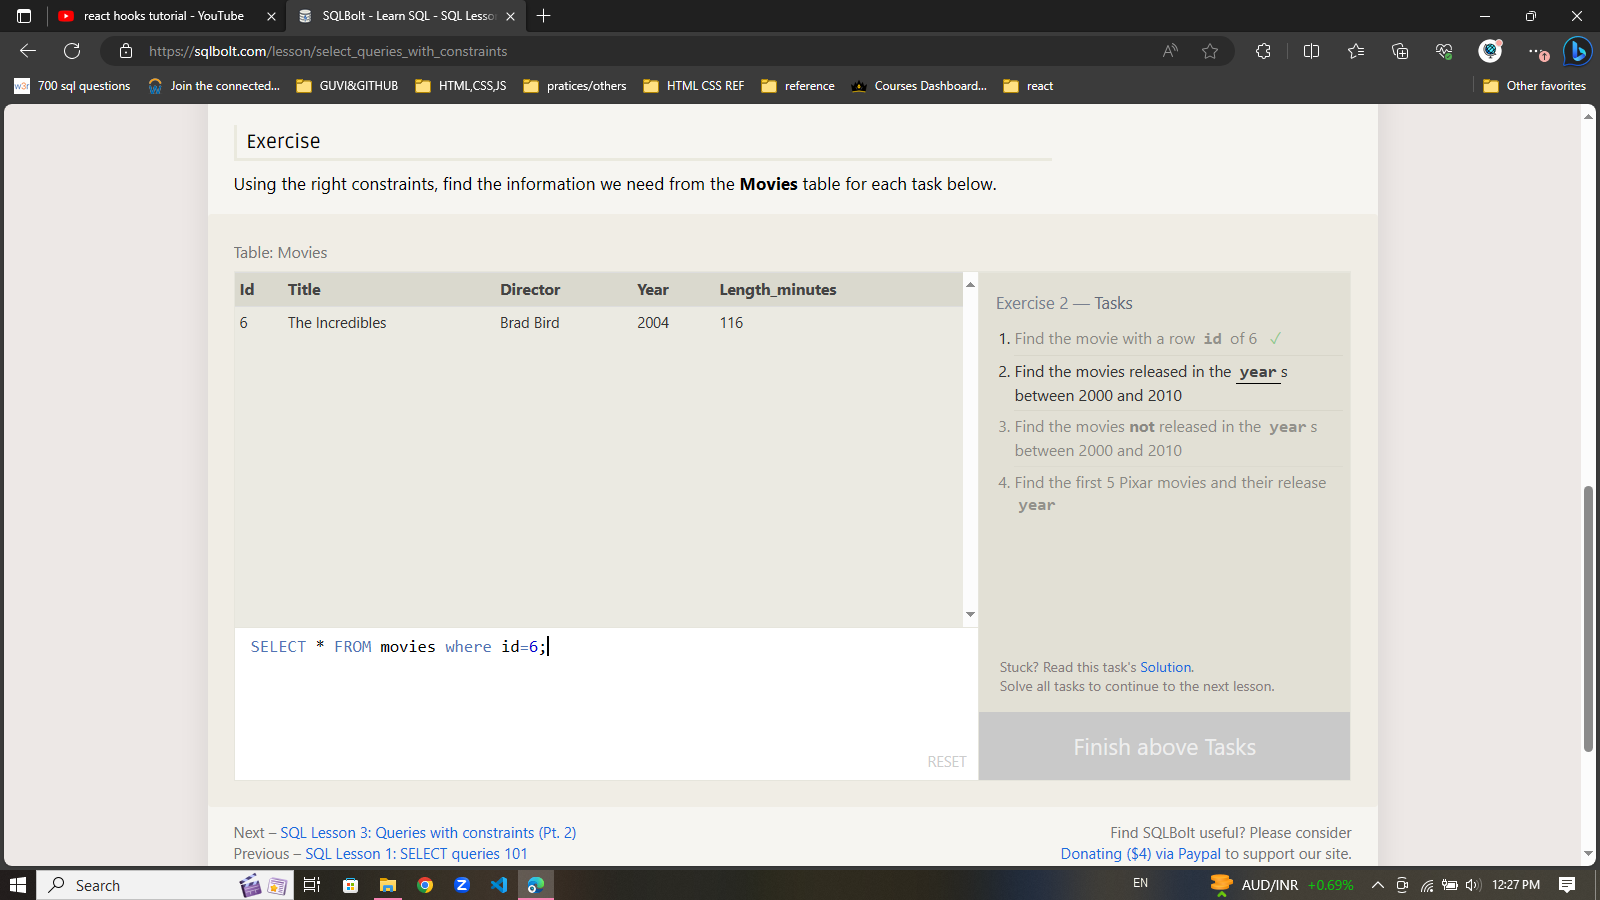 react hooks tutorial - YouTube
SQLBolt - Learn SQL - SQL Lesso
https://sqlbolt.com/lesson/select_queries_with_constraints
A
1
w3r 700 sql questions
Join the connected...
GUVI&GITHUB
HTML,CSS,JS
pratices/others
HTML CSS REF
reference
Courses Dashboard...
react
Other favorites
Exercise
Using the right constraints, find the information we need from the Movies table for each task below.
Table: Movies
Id Title Director Year Length_minutes
6 The Incredibles Brad Bird 2004 116
Exercise 2 — Tasks
1. Find the movie with a row id of 6 ✓
2. Find the movies released in the year s
between 2000 and 2010
3. Find the movies not released in the year s
between 2000 and 2010
4. Find the first 5 Pixar movies and their release
year
SELECT * FROM movies where id=6;
RESET
Stuck? Read this task's Solution.
Solve all tasks to continue to the next lesson.
Finish above Tasks
Next – SQL Lesson 3: Queries with constraints (Pt. 2)
Previous – SQL Lesson 1: SELECT queries 101
Find SQLBolt useful? Please consider
Donating ($4) via Paypal to support our site.
Search
EN
AUD/INR +0.69%
12:27 PM